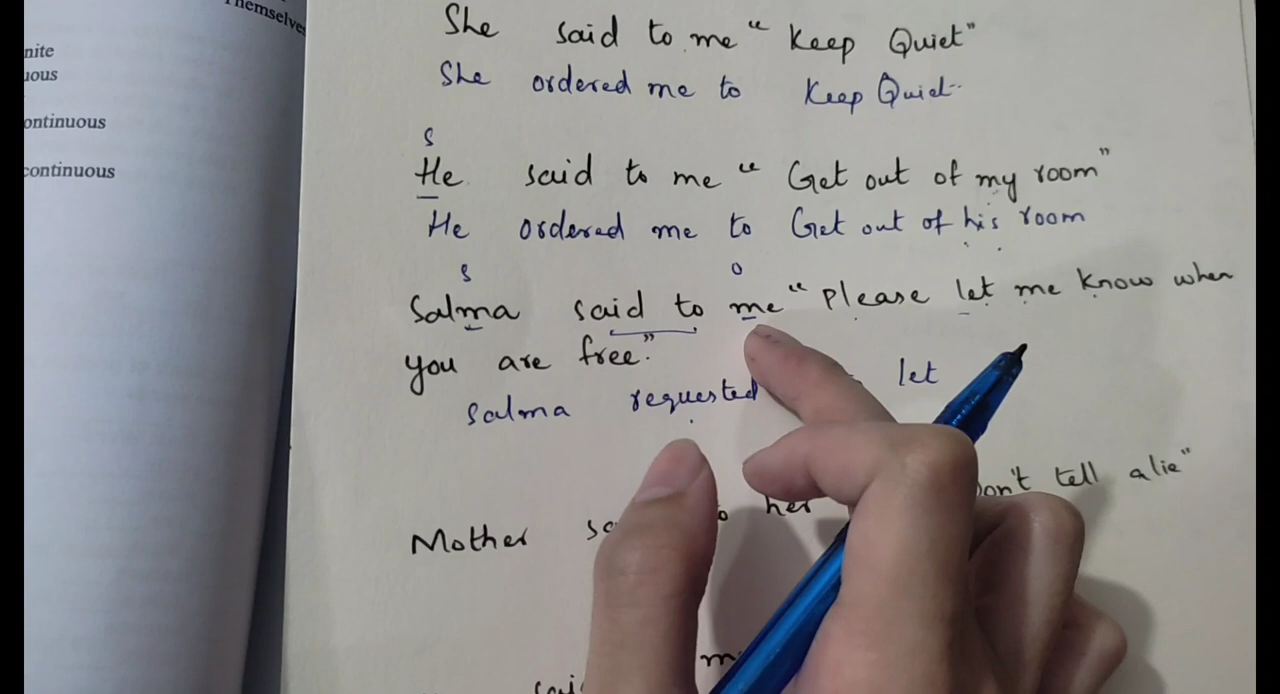 Themselves
nite
ontinuous
continuous
She said to me "Keep Quiet"
She ordered me to Keep Quiet.
S
He said to me "Get out of my room"
He ordered me to Get out of his room
S O
Salma said to me "please let me know when
you are free."
Salma requested let
Mother her Don't tell a lie"